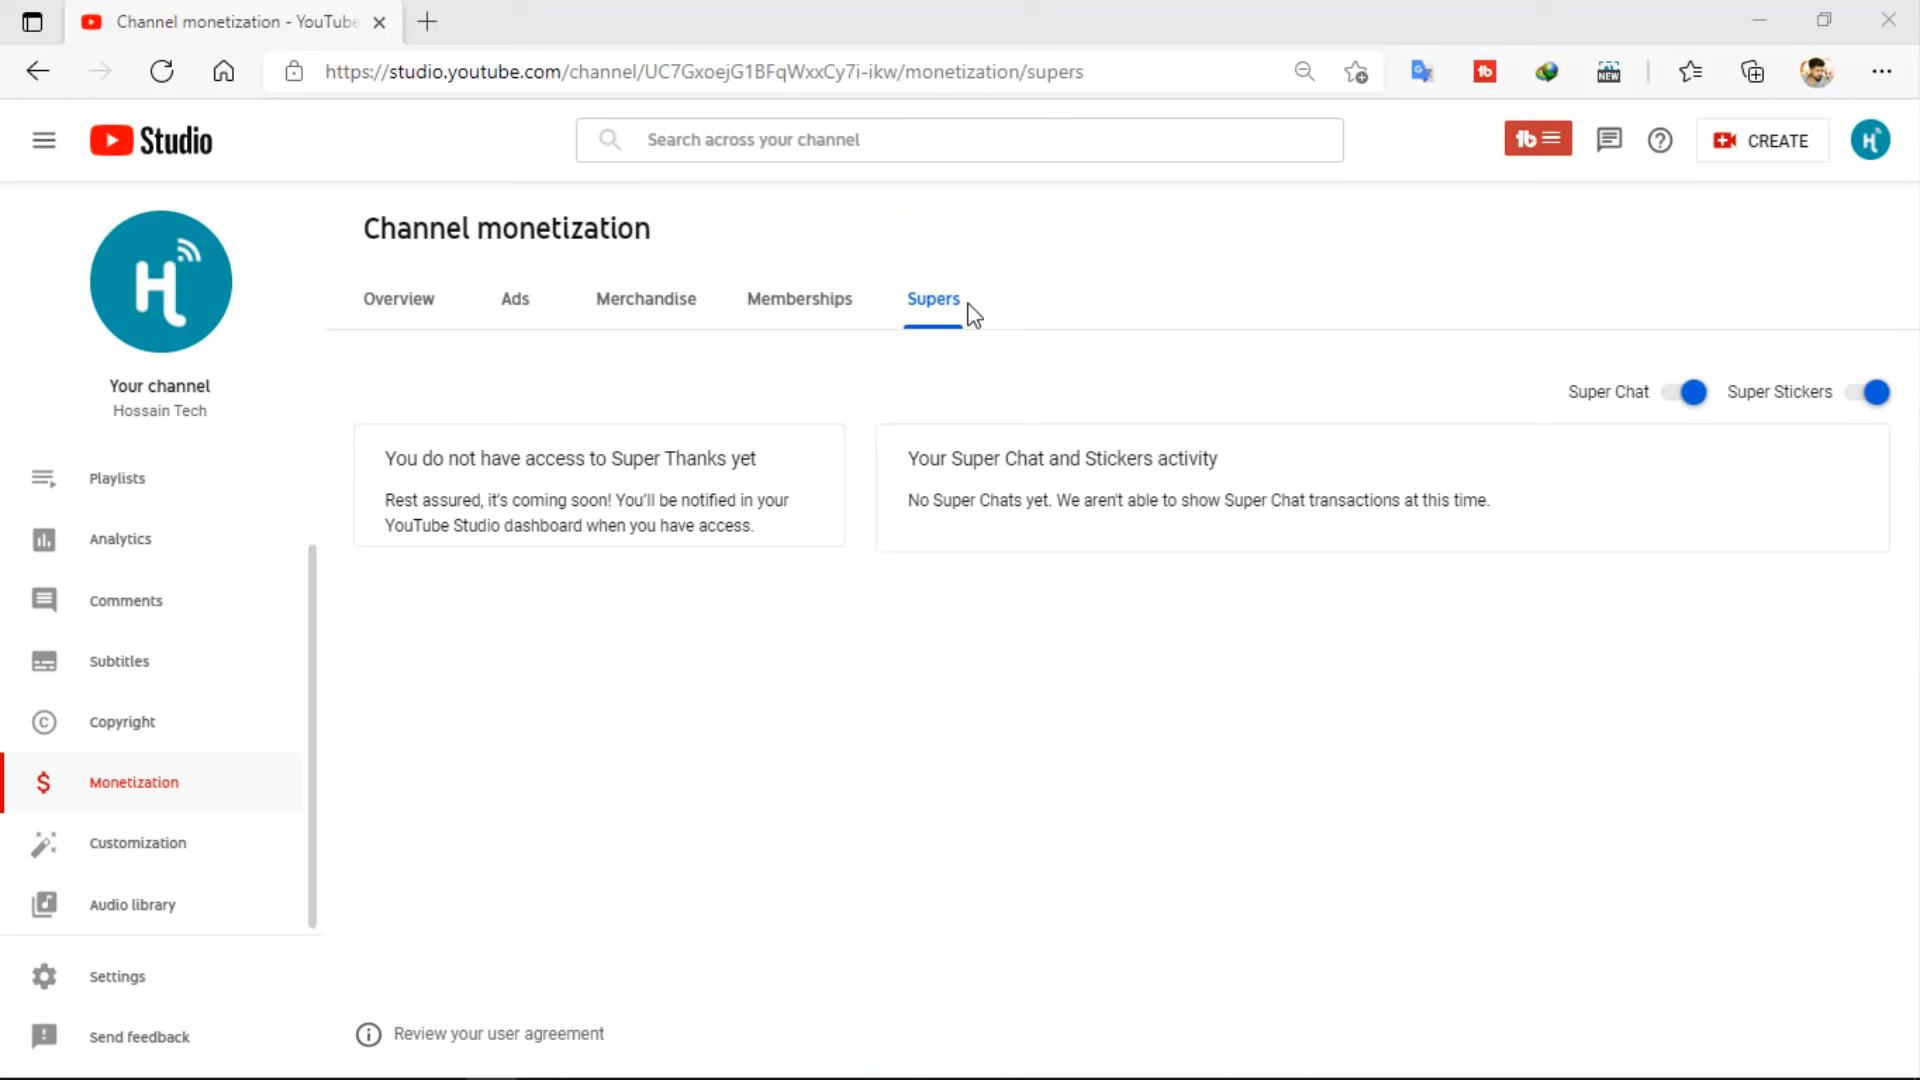 Channel monetization - YouTube
https://studio.youtube.com/channel/UC7GxoejG1BFqWxxCy7i-ikw/monetization/supers
NEW
Studio
Search across your channel
CREATE
Channel monetization
Overview
Ads
Merchandise
Memberships
Supers
Your channel
Hossain Tech
Super Chat
Super Stickers
You do not have access to Super Thanks yet
Rest assured, it's coming soon! You'll be notified in your
YouTube Studio dashboard when you have access.
Your Super Chat and Stickers activity
No Super Chats yet. We aren't able to show Super Chat transactions at this time.
Playlists
Analytics
Comments
Subtitles
Copyright
Monetization
Customization
Audio library
Settings
Send feedback
Review your user agreement